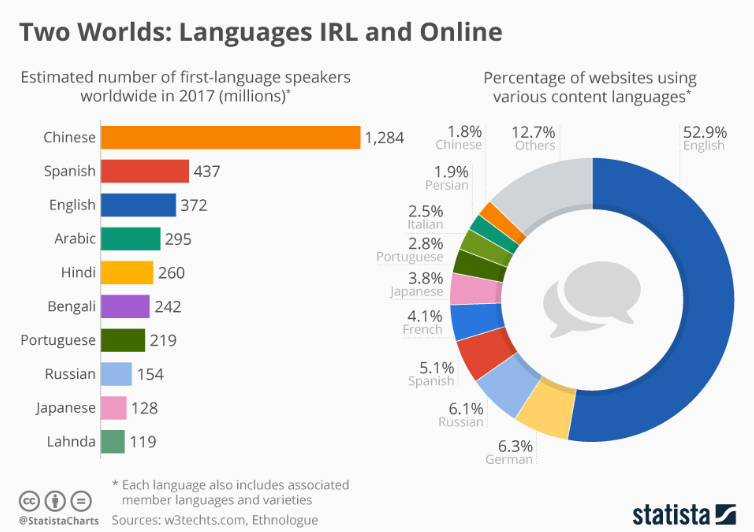 Two Worlds: Languages IRL and Online
Estimated number of first-language speakers
worldwide in 2017 (millions)*
Chinese 1,284
Spanish 437
English 372
Arabic 295
Hindi 260
Bengali 242
Portuguese 219
Russian 154
Japanese 128
Lahnda 119
Percentage of websites using
various content languages*
52.9%
English
6.3%
German
6.1%
Russian
5.1%
Spanish
4.1%
French
3.8%
Japanese
2.8%
Portuguese
2.5%
Italian
1.9%
Persian
1.8%
Chinese
12.7%
Others
* Each language also includes associated
member languages and varieties
Sources: w3techts.com, Ethnologue
cc
@StatistaCharts
statista